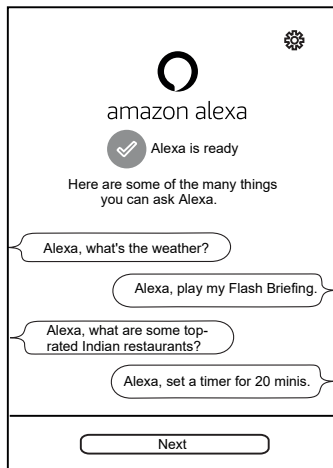 amazon alexa
Alexa is ready
Here are some of the many things
you can ask Alexa.
Alexa, what's the weather?
Alexa, play my Flash Briefing.
Alexa, what are some top-
rated Indian restaurants?
Alexa, set a timer for 20 minis.
Next